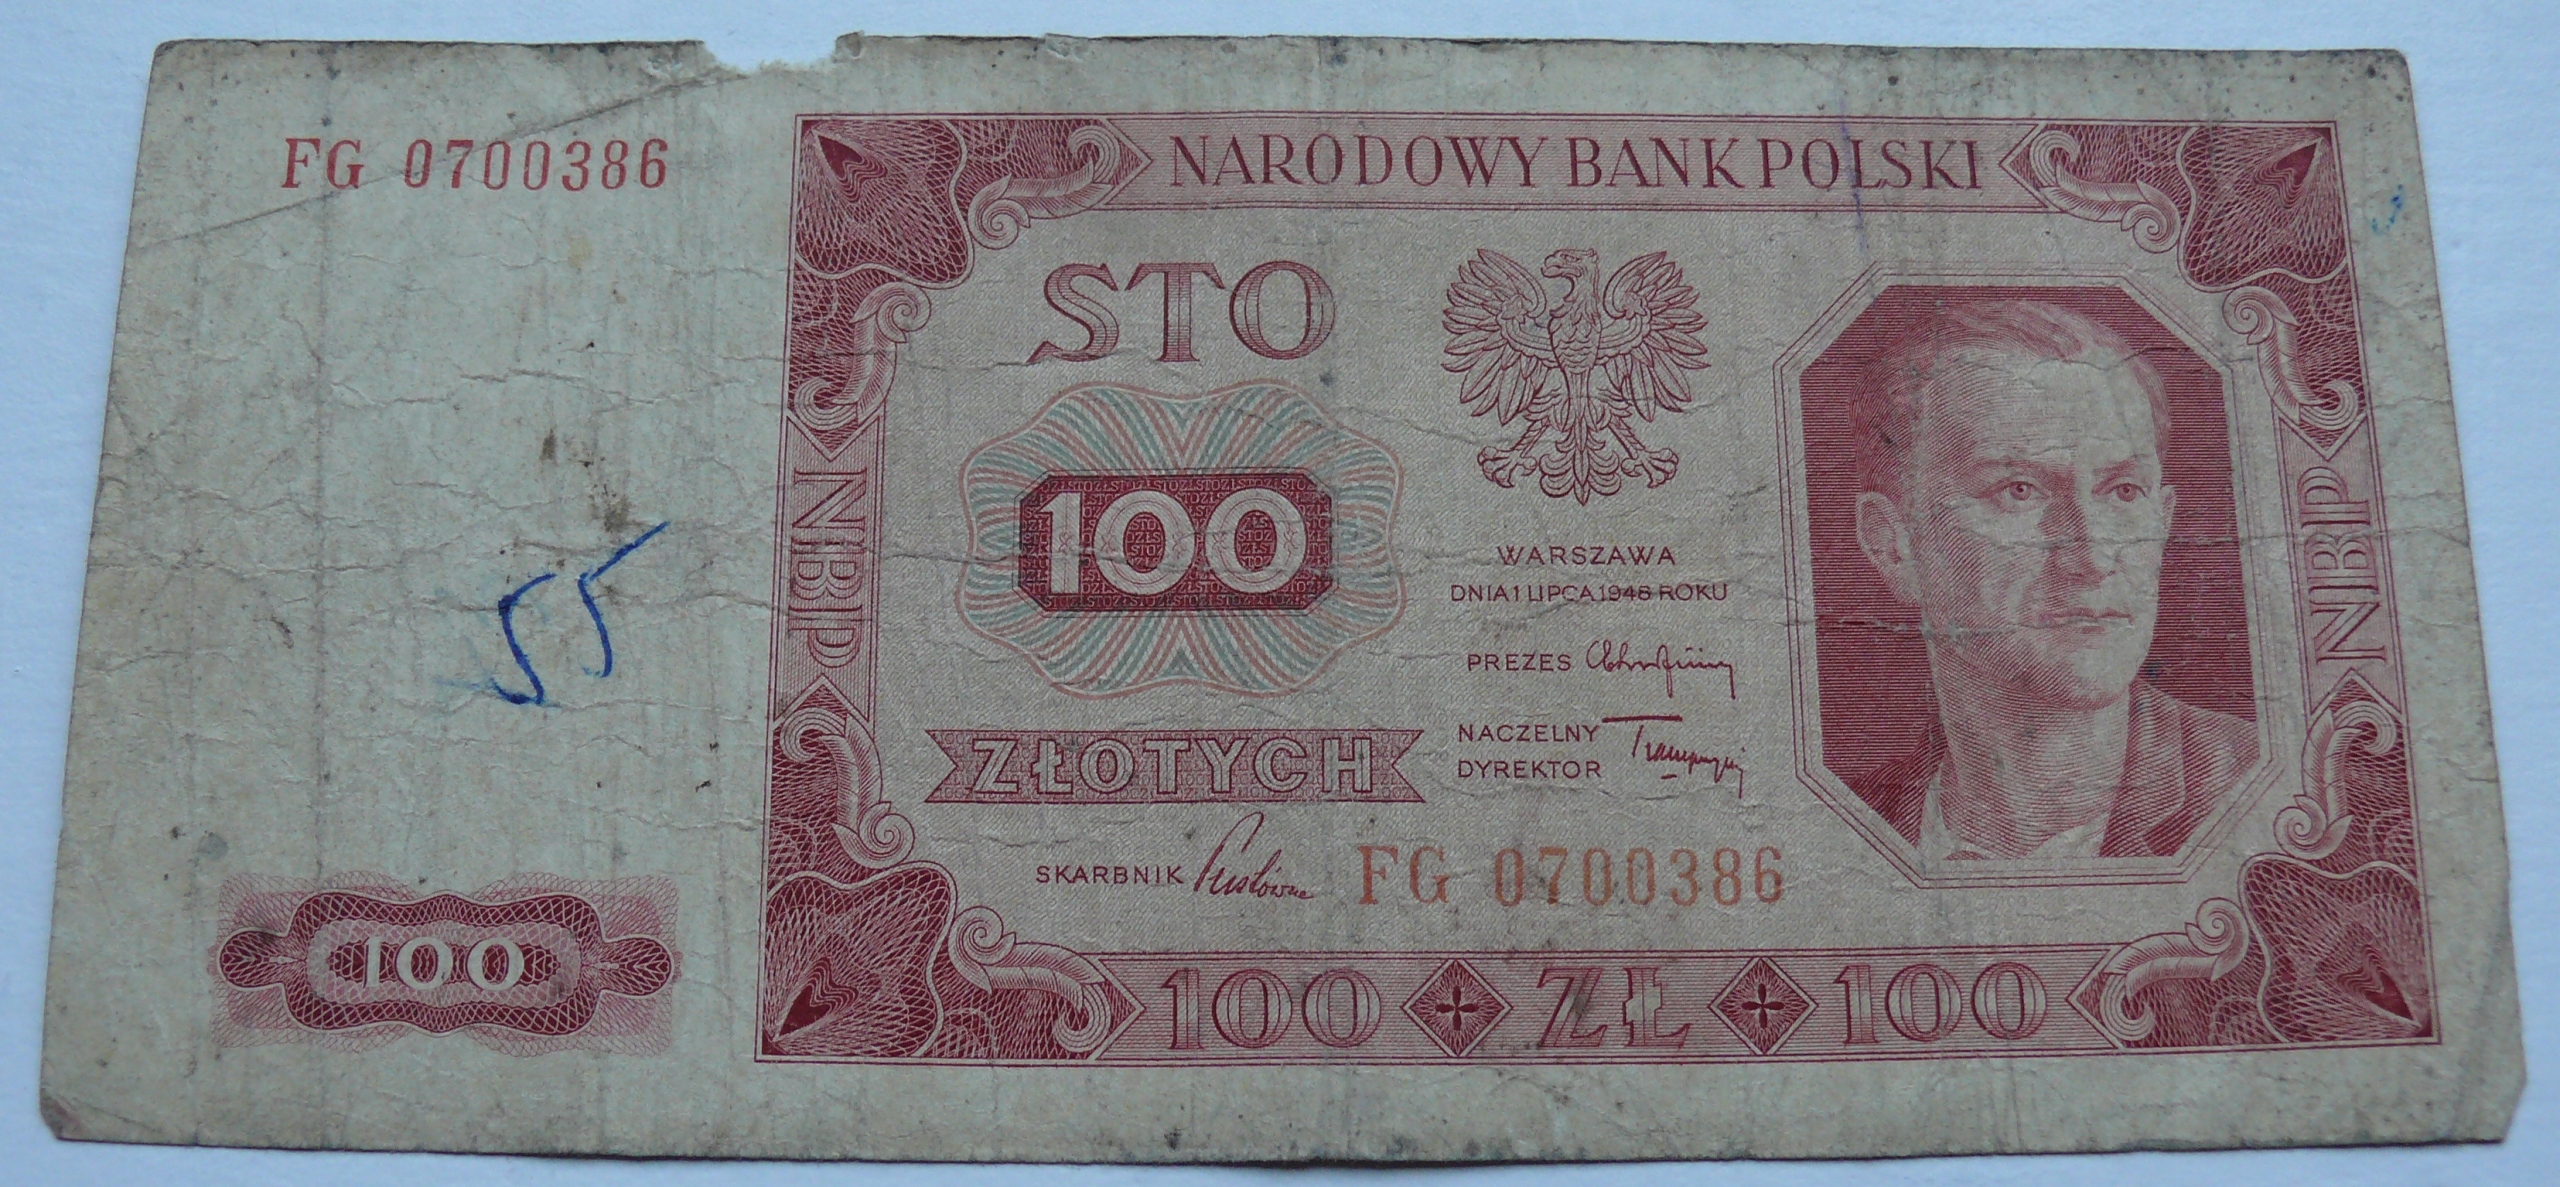 FG 0700386
NARODOWY BANK POLSKI
STO
100
ZŁOTYCH
WARSZAWA
DNIA 1 LIPCA 1948 ROKU
PREZES
NACZELNY
DYREKTOR
SKARBNIK
FG 0700386
NBP
NBP
100
100 ZŁ 100
55